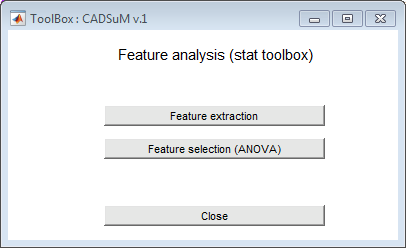 ToolBox : CADSuM v.1
Feature analysis (stat toolbox)
Feature extraction
Feature selection (ANOVA)
Close